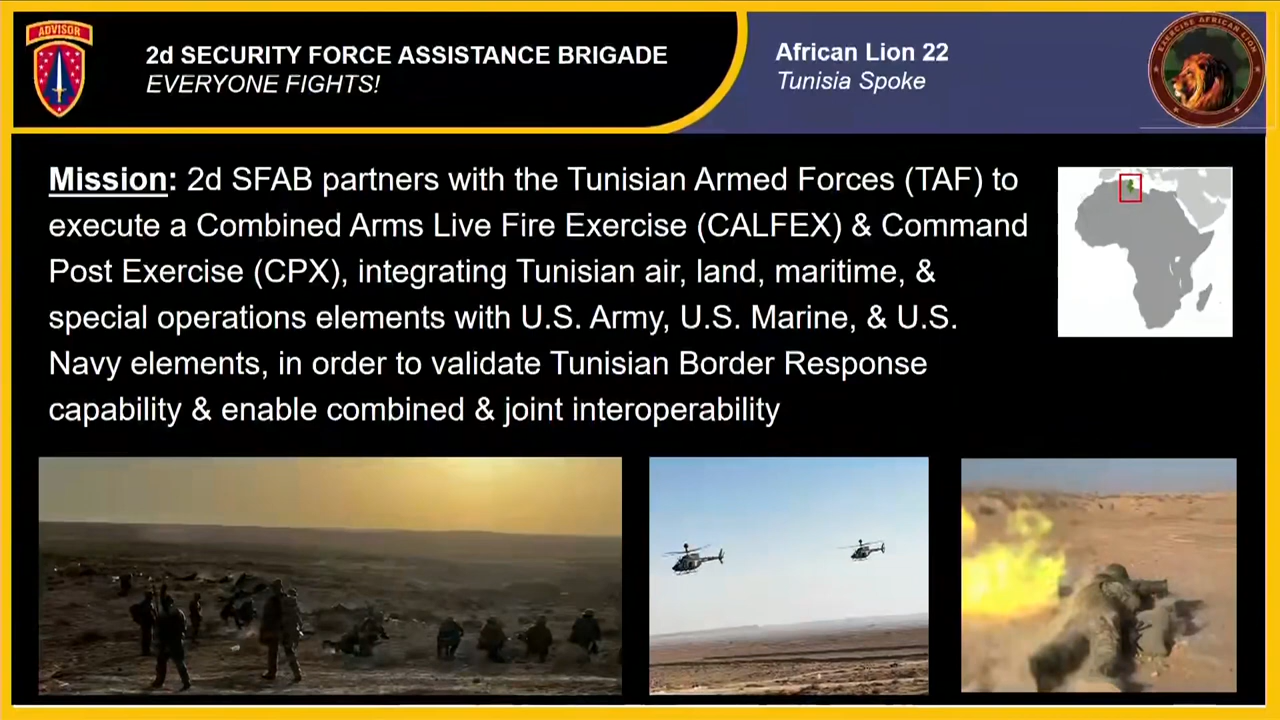 ADVISOR
2d SECURITY FORCE ASSISTANCE BRIGADE
EVERYONE FIGHTS!
African Lion 22
Tunisia Spoke
EXERCISE AFRICAN LION
Mission: 2d SFAB partners with the Tunisian Armed Forces (TAF) to
execute a Combined Arms Live Fire Exercise (CALFEX) & Command
Post Exercise (CPX), integrating Tunisian air, land, maritime, &
special operations elements with U.S. Army, U.S. Marine, & U.S.
Navy elements, in order to validate Tunisian Border Response
capability & enable combined & joint interoperability